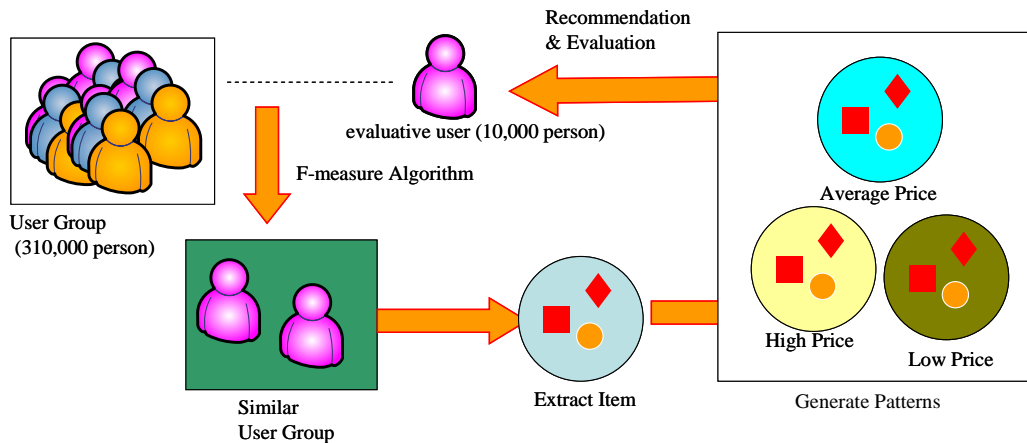 Recommendation
& Evaluation
evaluative user (10,000 person)
F-measure Algorithm
User Group
(310,000 person)
Average Price
High Price
Low Price
Similar
User Group
Extract Item
Generate Patterns